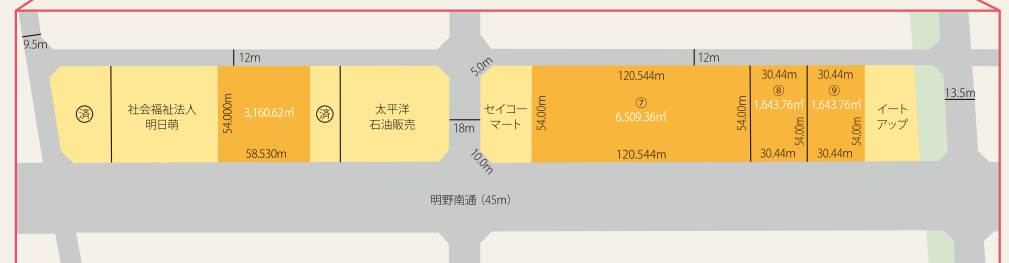 9.5m
12m
12m
5.0m
13.5m
済
社会福祉法人
明日萌
54.000m
3,160.62㎡
58.530m
済
太平洋
石油販売
18m
10.0m
セイコー
マート
54.00m
120.544m
⑦
6,509.36㎡
120.544m
54.00m
30.44m
⑧
1,643.76㎡
54.00m
30.44m
30.44m
⑨
1,643.76㎡
54.00m
30.44m
イート
アップ
明野南通（45m）